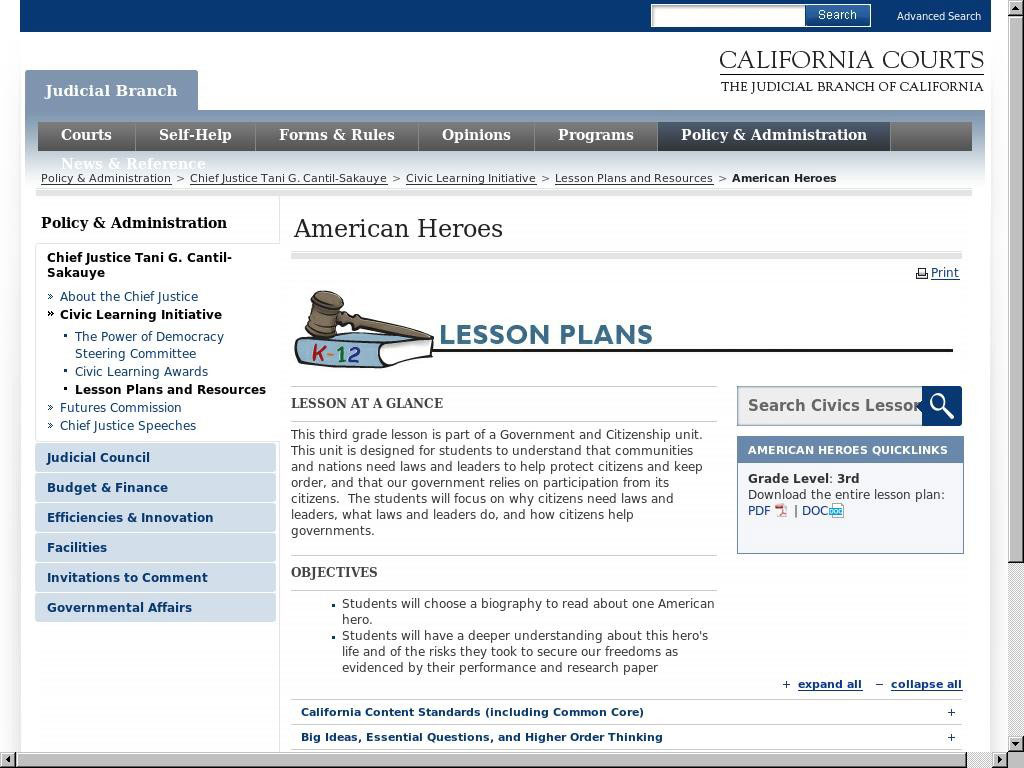 Search
Advanced Search
CALIFORNIA COURTS
THE JUDICIAL BRANCH OF CALIFORNIA
Judicial Branch
Courts
Self-Help
Forms & Rules
Opinions
Programs
Policy & Administration
News & Reference
Policy & Administration > Chief Justice Tani G. Cantil-Sakauye > Civic Learning Initiative > Lesson Plans and Resources > American Heroes
Policy & Administration
Chief Justice Tani G. Cantil-
Sakauye
» About the Chief Justice
» Civic Learning Initiative
▪ The Power of Democracy
Steering Committee
▪ Civic Learning Awards
▪ Lesson Plans and Resources
» Futures Commission
» Chief Justice Speeches
Judicial Council
Budget & Finance
Efficiencies & Innovation
Facilities
Invitations to Comment
Governmental Affairs
American Heroes
Print
K-12
LESSON PLANS
LESSON AT A GLANCE
This third grade lesson is part of a Government and Citizenship unit.
This unit is designed for students to understand that communities
and nations need laws and leaders to help protect citizens and keep
order, and that our government relies on participation from its
citizens.  The students will focus on why citizens need laws and
leaders, what laws and leaders do, and how citizens help
governments.
OBJECTIVES
▪ Students will choose a biography to read about one American
hero.
▪ Students will have a deeper understanding about this hero's
life and of the risks they took to secure our freedoms as
evidenced by their performance and research paper
Search Civics Lesson
AMERICAN HEROES QUICKLINKS
Grade Level: 3rd
Download the entire lesson plan:
PDF | DOC
+ expand all − collapse all
California Content Standards (including Common Core) +
Big Ideas, Essential Questions, and Higher Order Thinking +